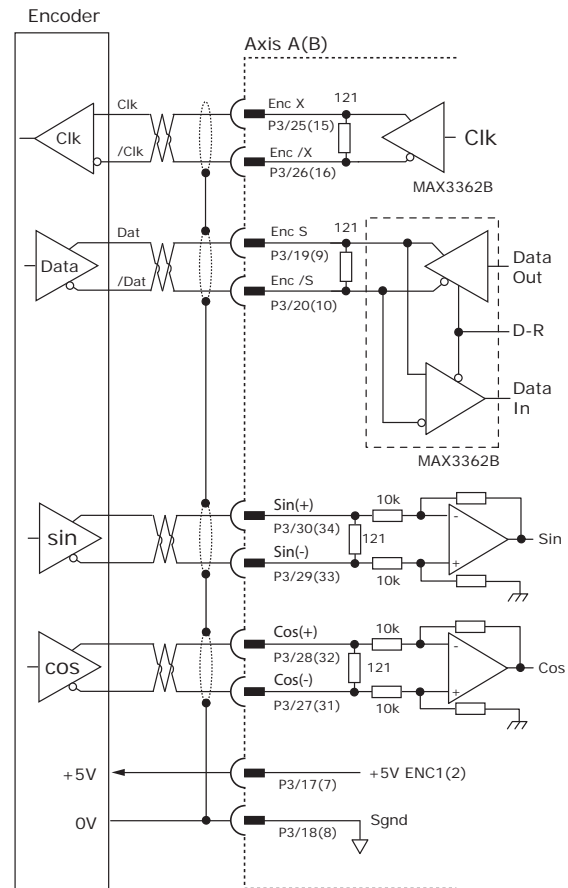 Encoder
Axis A(B)
Clk
Clk
/Clk
Enc X
P3/25(15)
Enc /X
P3/26(16)
121
Clk
MAX3362B
Data
Dat
/Dat
Enc S
P3/19(9)
Enc /S
P3/20(10)
121
Data
Out
D-R
Data
In
MAX3362B
sin
Sin(+)
P3/30(34)
Sin(-)
P3/29(33)
121
10k
10k
-
+
Sin
cos
Cos(+)
P3/28(32)
Cos(-)
P3/27(31)
121
10k
10k
-
+
Cos
+5V
P3/17(7)
+5V ENC1(2)
0V
P3/18(8)
Sgnd